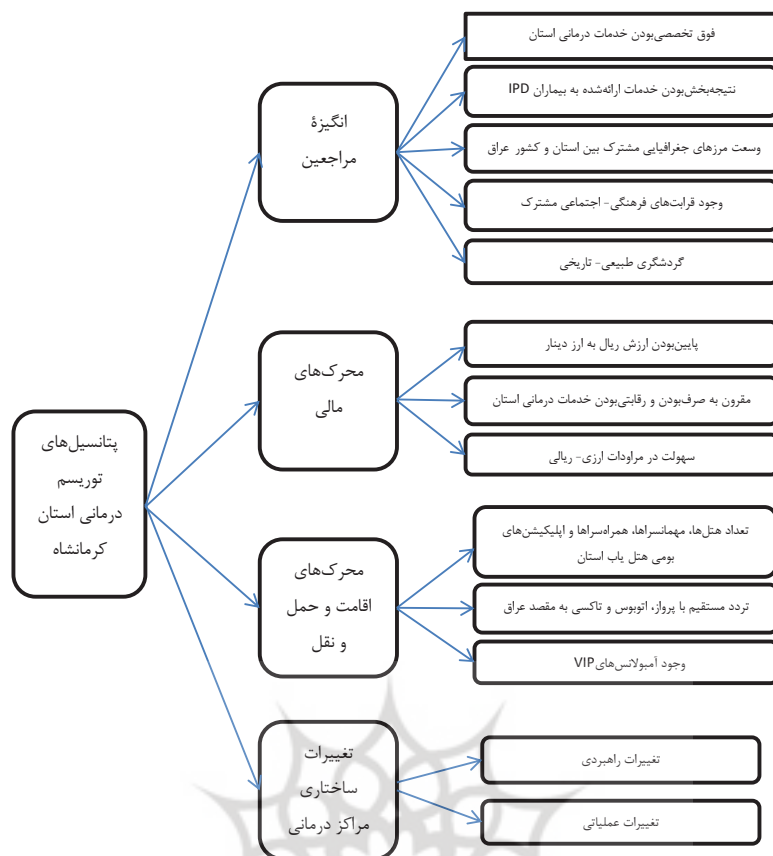 فوق تخصصی‌بودن خدمات درمانی استان
نتیجه‌بخش‌بودن خدمات ارائه‌شده به بیماران IPD
وسعت مرزهای جغرافیایی مشترک بین استان و کشور عراق
وجود قرابت‌های فرهنگی- اجتماعی مشترک
گردشگری طبیعی- تاریخی
انگیزۀ
مراجعین
پایین‌بودن ارزش ریال به ارز دینار
مقرون به صرف‌بودن و رقابتی‌بودن خدمات درمانی استان
سهولت در مراودات ارزی- ریالی
محرک‌های
مالی
پتانسیل‌های
توریسم
درمانی استان
کرمانشاه
تعداد هتل‌ها، مهمانسراها، همراه‌سراها و اپلیکیشن‌های
بومی هتل یاب استان
تردد مستقیم با پرواز، اتوبوس و تاکسی به مقصد عراق
وجود آمبولانس‌های VIP
محرک‌های
اقامت و حمل
و نقل
تغییرات راهبردی
تغییرات عملیاتی
تغییرات
ساختاری
مراکز درمانی